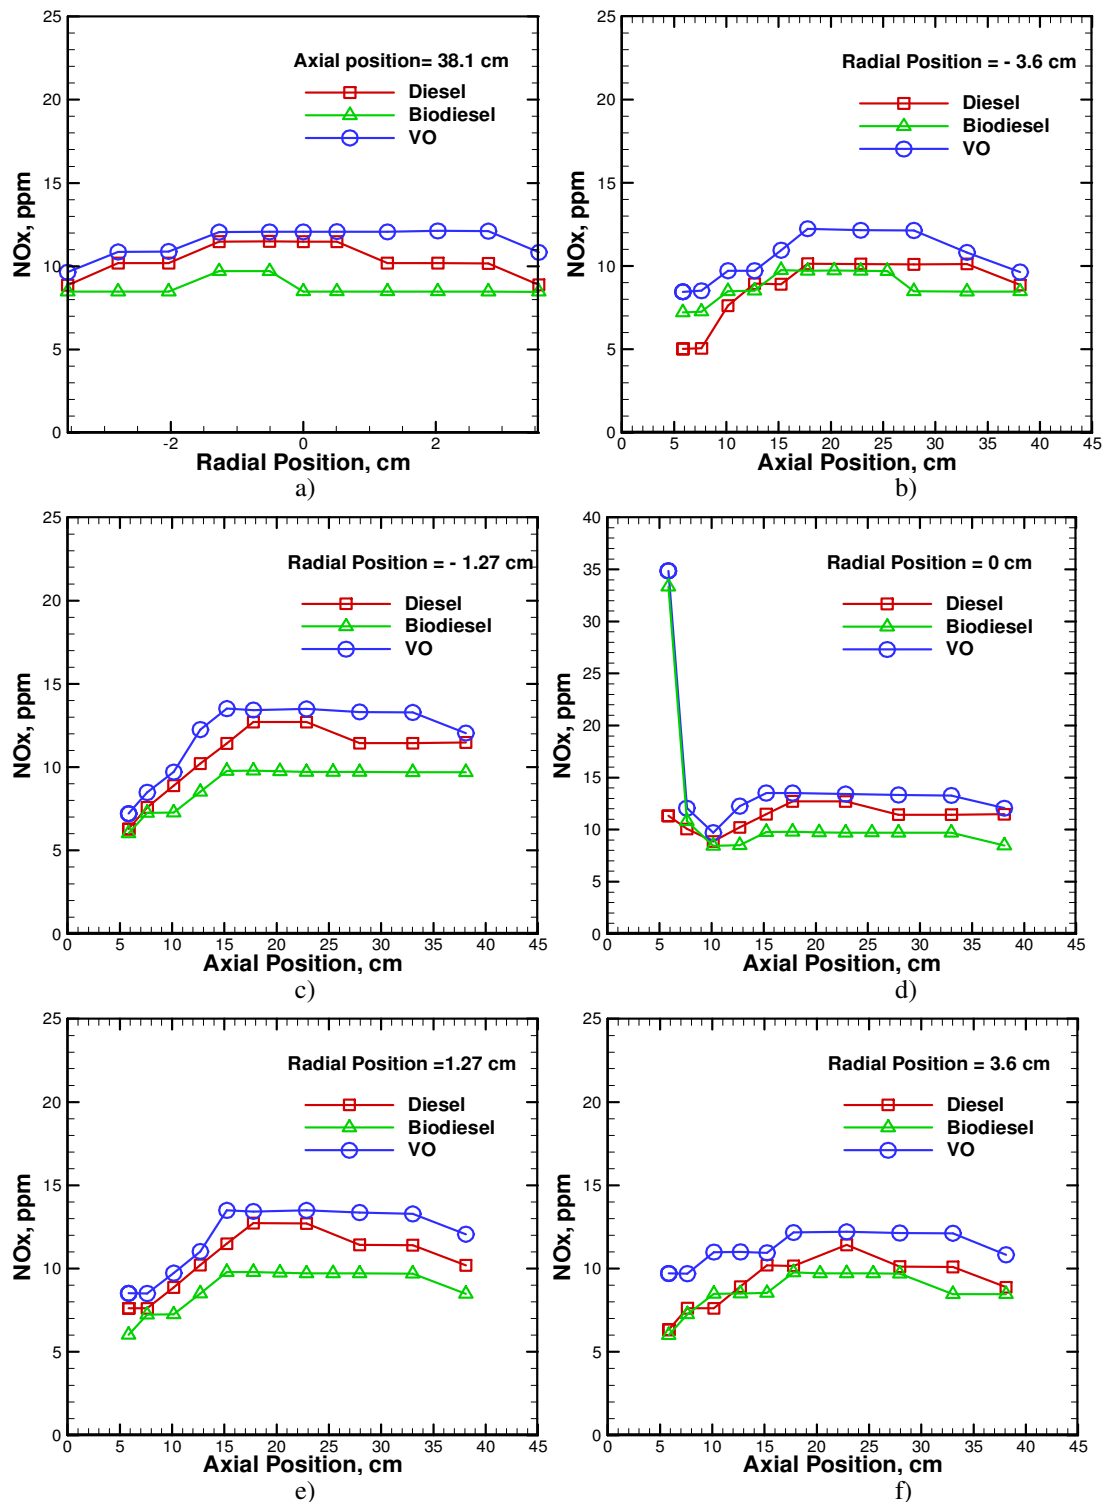 25
20
15
10
5
0
NOx, ppm
Axial position= 38.1 cm
Diesel
Biodiesel
VO
-2 0 2
Radial Position, cm
a)
25
20
15
10
5
0
NOx, ppm
Radial Position = - 3.6 cm
Diesel
Biodiesel
VO
0 5 10 15 20 25 30 35 40 45
Axial Position, cm
b)
25
20
15
10
5
0
NOx, ppm
Radial Position = - 1.27 cm
Diesel
Biodiesel
VO
0 5 10 15 20 25 30 35 40 45
Axial Position, cm
c)
40
35
30
25
20
15
10
5
0
NOx, ppm
Radial Position = 0 cm
Diesel
Biodiesel
VO
0 5 10 15 20 25 30 35 40 45
Axial Position, cm
d)
25
20
15
10
5
0
NOx, ppm
Radial Position =1.27 cm
Diesel
Biodiesel
VO
0 5 10 15 20 25 30 35 40 45
Axial Position, cm
e)
25
20
15
10
5
0
NOx, ppm
Radial Position = 3.6 cm
Diesel
Biodiesel
VO
0 5 10 15 20 25 30 35 40 45
Axial Position, cm
f)